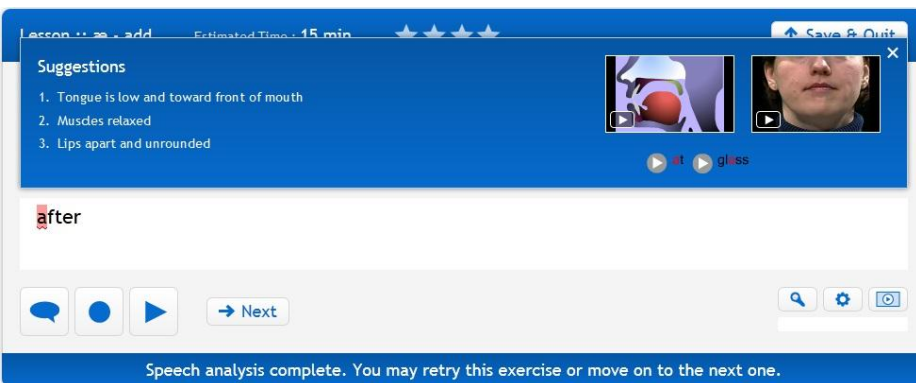 Lesson :: æ - add Estimated Time : 15 min Save & Quit
Suggestions
1. Tongue is low and toward front of mouth
2. Muscles relaxed
3. Lips apart and unrounded
at glass
after
Next
Speech analysis complete. You may retry this exercise or move on to the next one.